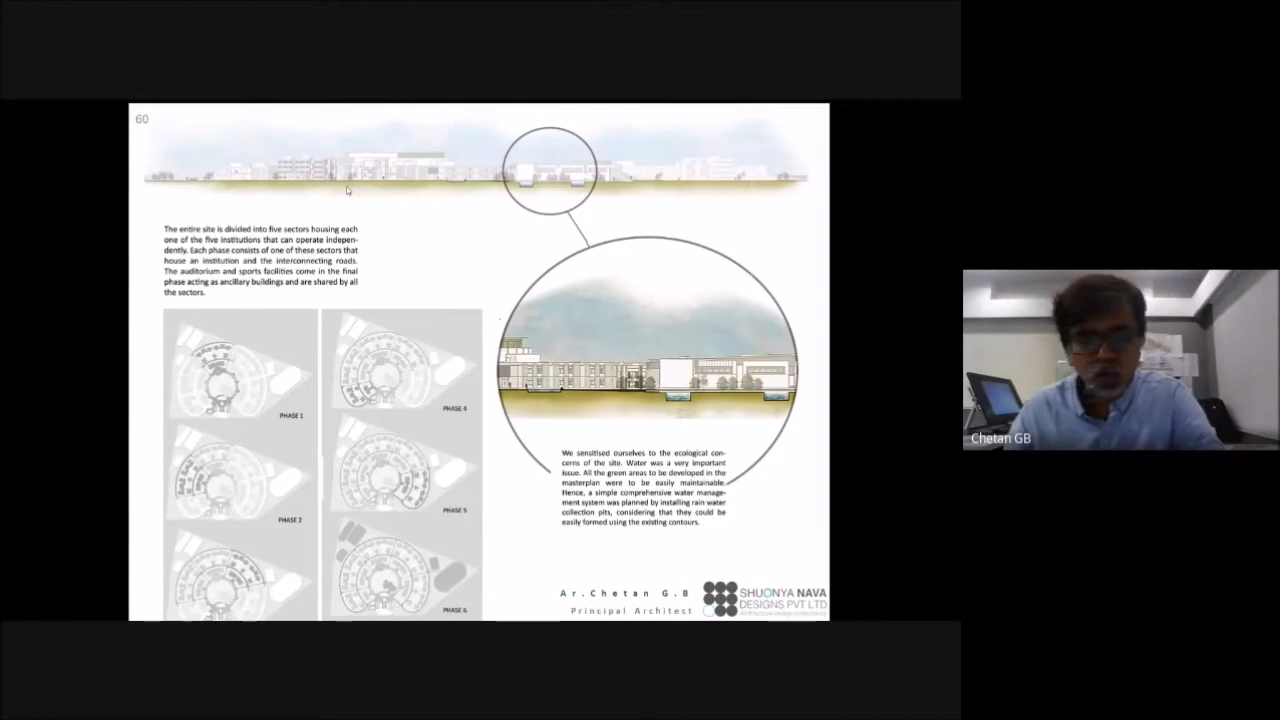 60
The entire site is divided into five sectors housing each
one of the five institutions that can operate indepen-
dently. Each phase consists of one of these sectors that
house an institution and the interconnecting roads.
The auditorium and sports facilities come in the final
phase acting as ancillary buildings and are shared by all
the sectors.
PHASE 1
PHASE 4
PHASE 2
PHASE 5
PHASE 6
We sensitised ourselves to the ecological con-
cerns of the site. Water was a very important
issue. All the green areas to be developed in the
masterplan were to be easily maintainable.
Hence, a simple comprehensive water manage-
ment system was planned by installing rain water
collection pits, considering that they could be
easily formed using the existing contours.
Ar.Chetan G.B
Principal Architect
SHUONYA NAVA
DESIGNS PVT LTD
Chetan GB